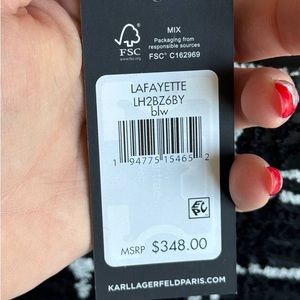 FSC
www.fsc.org
MIX
Packaging from
responsible sources
FSC® C162969
LAFAYETTE
LH2BZ6BY
blw
1 94775 15465 2
MSRP $348.00
KARLLAGERFELDPARIS.COM